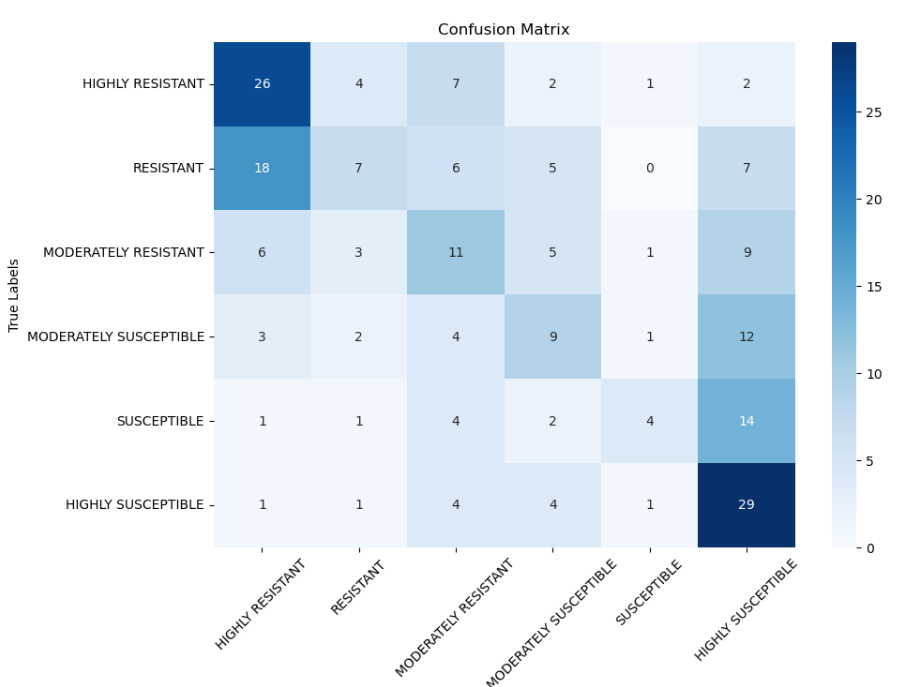 Confusion Matrix
True Labels
HIGHLY RESISTANT 26 4 7 2 1 2
RESISTANT 18 7 6 5 0 7
MODERATELY RESISTANT 6 3 11 5 1 9
MODERATELY SUSCEPTIBLE 3 2 4 9 1 12
SUSCEPTIBLE 1 1 4 2 4 14
HIGHLY SUSCEPTIBLE 1 1 4 4 1 29
HIGHLY RESISTANT
RESISTANT
MODERATELY RESISTANT
MODERATELY SUSCEPTIBLE
SUSCEPTIBLE
HIGHLY SUSCEPTIBLE
25
20
15
10
5
0